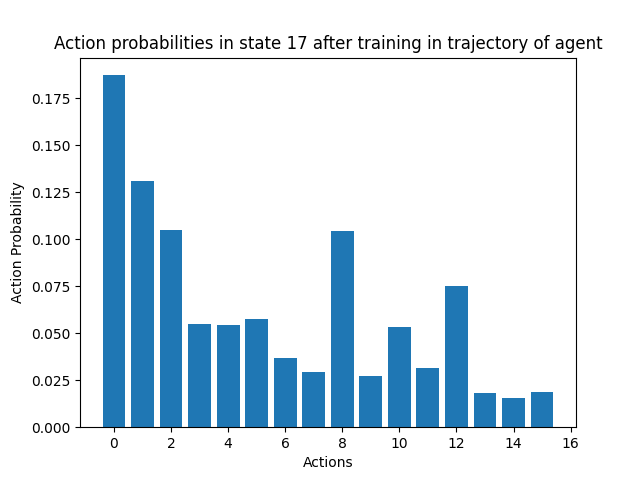 Action probabilities in state 17 after training in trajectory of agent
0.175
0.150
0.125
0.100
0.075
0.050
0.025
0.000
Action Probability
0 2 4 6 8 10 12 14 16
Actions